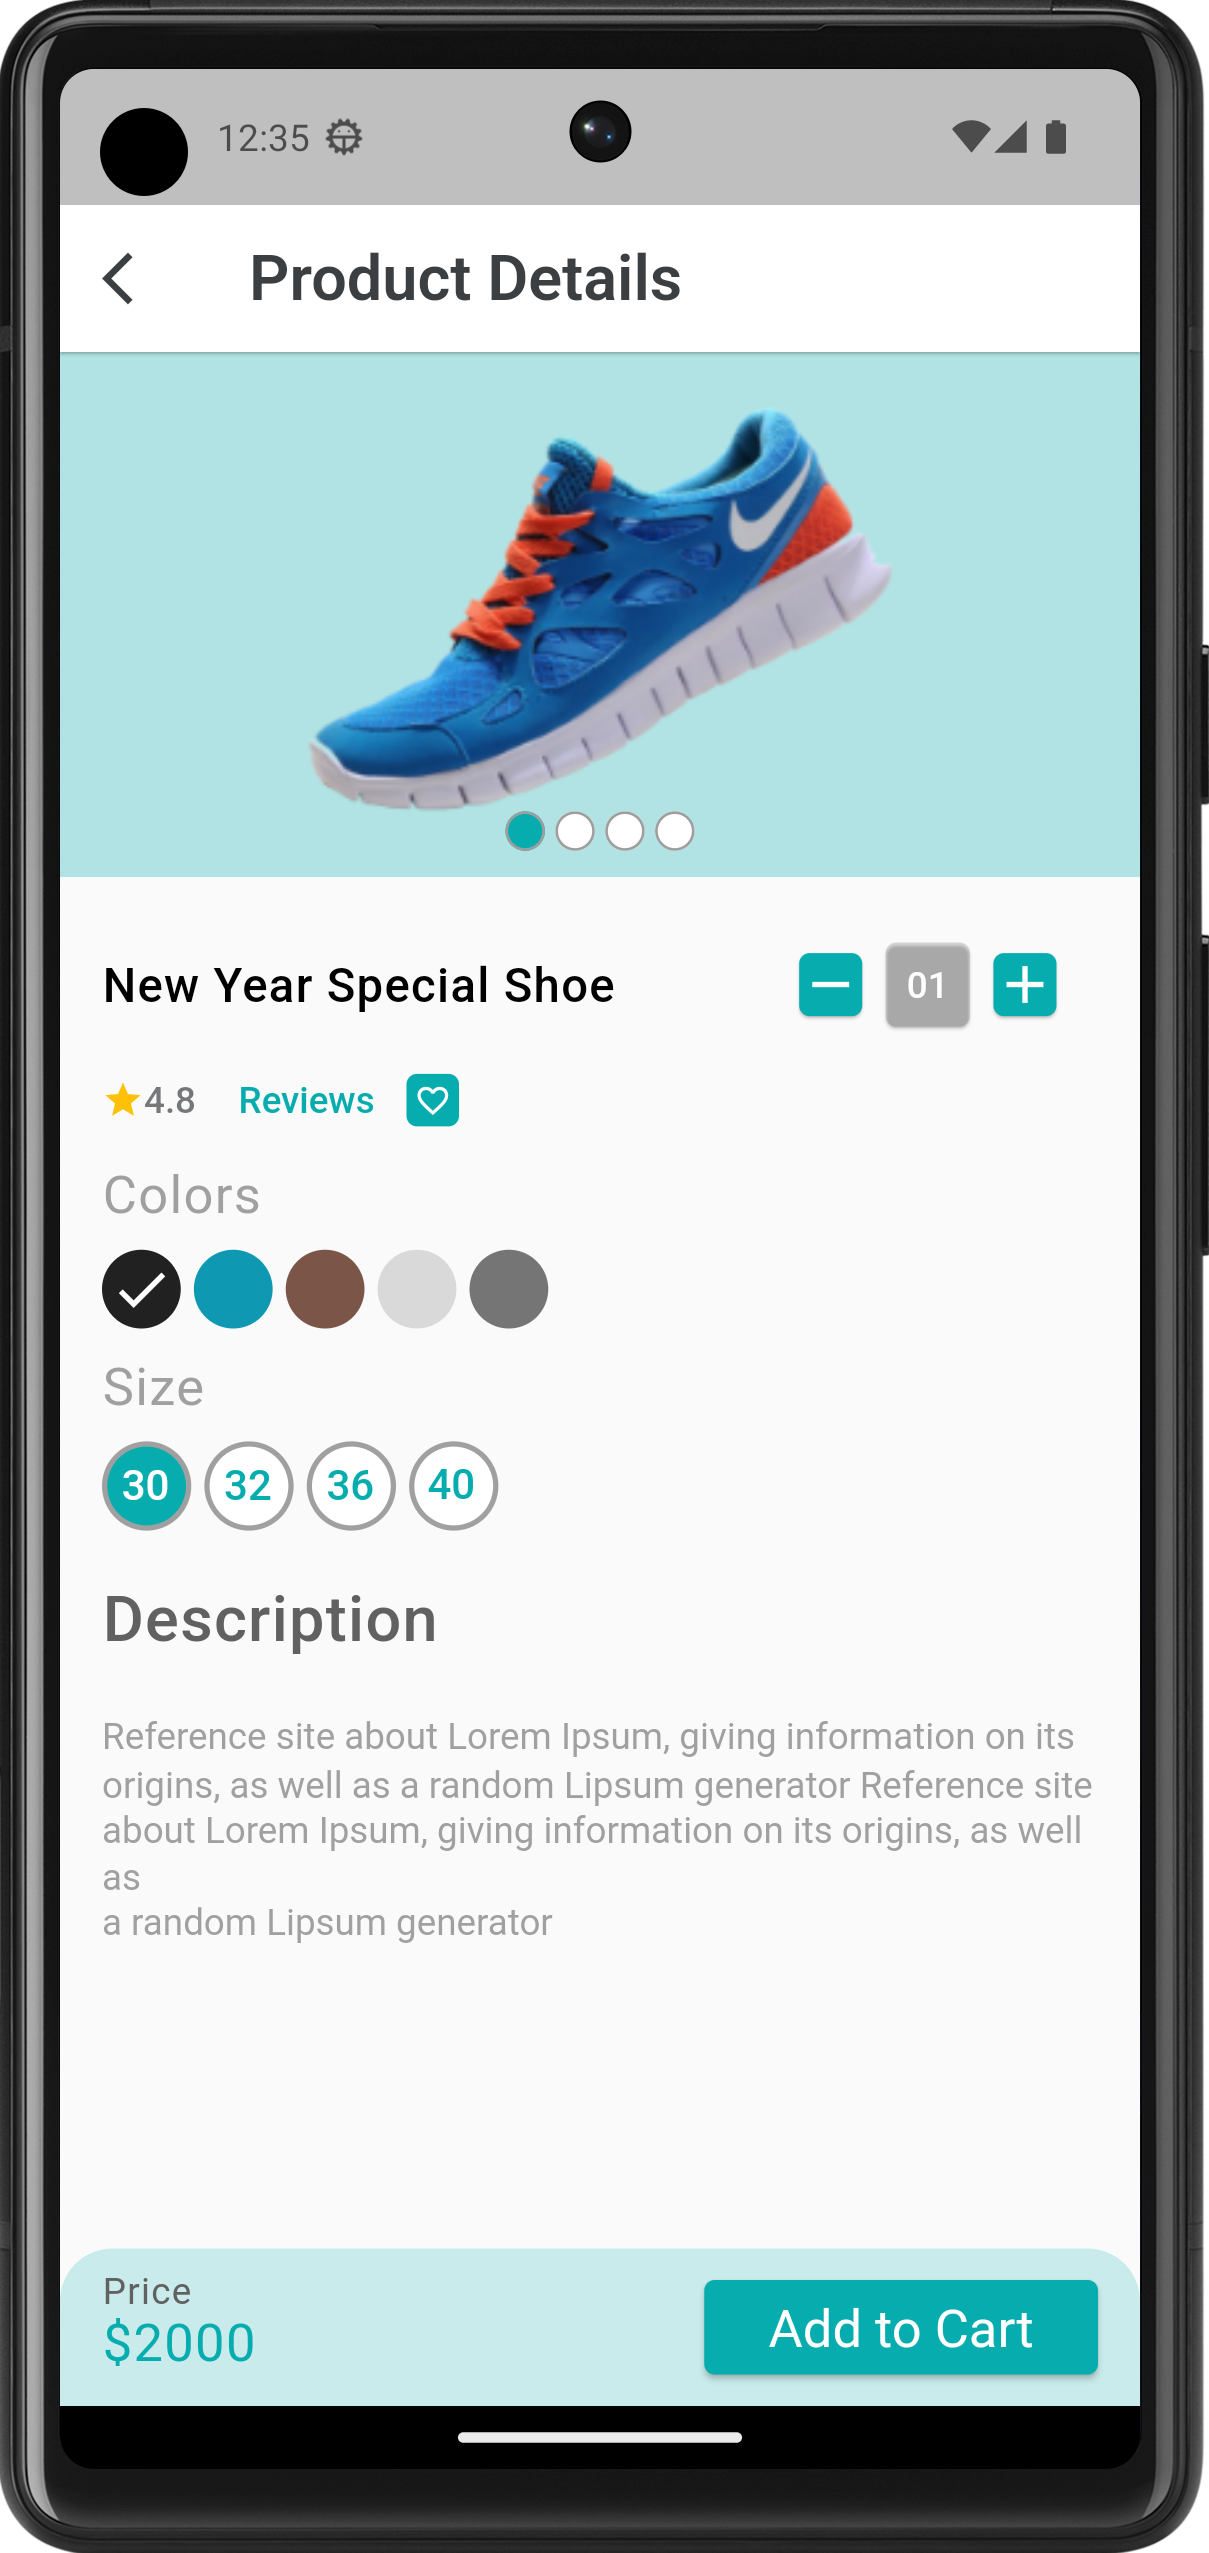 12:35
Product Details
New Year Special Shoe
01
4.8 Reviews
Colors
Size
30 32 36 40
Description
Reference site about Lorem Ipsum, giving information on its
origins, as well as a random Lipsum generator Reference site
about Lorem Ipsum, giving information on its origins, as well
as
a random Lipsum generator
Price
$2000
Add to Cart